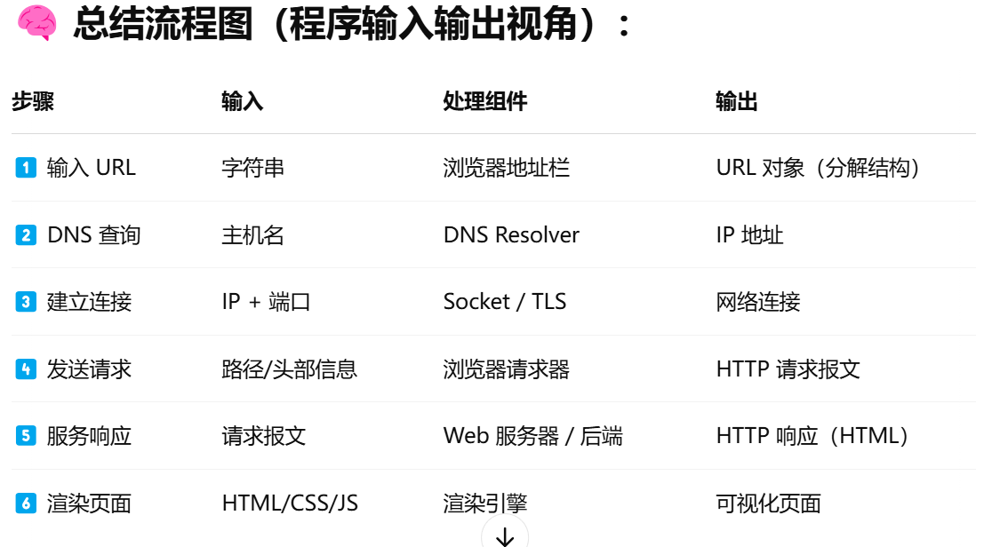 🧠 总结流程图（程序输入输出视角）：
步骤 输入 处理组件 输出
1️⃣ 输入 URL 字符串 浏览器地址栏 URL 对象（分解结构）
2️⃣ DNS 查询 主机名 DNS Resolver IP 地址
3️⃣ 建立连接 IP + 端口 Socket / TLS 网络连接
4️⃣ 发送请求 路径/头部信息 浏览器请求器 HTTP 请求报文
5️⃣ 服务响应 请求报文 Web 服务器 / 后端 HTTP 响应（HTML）
6️⃣ 渲染页面 HTML/CSS/JS 渲染引擎 可视化页面